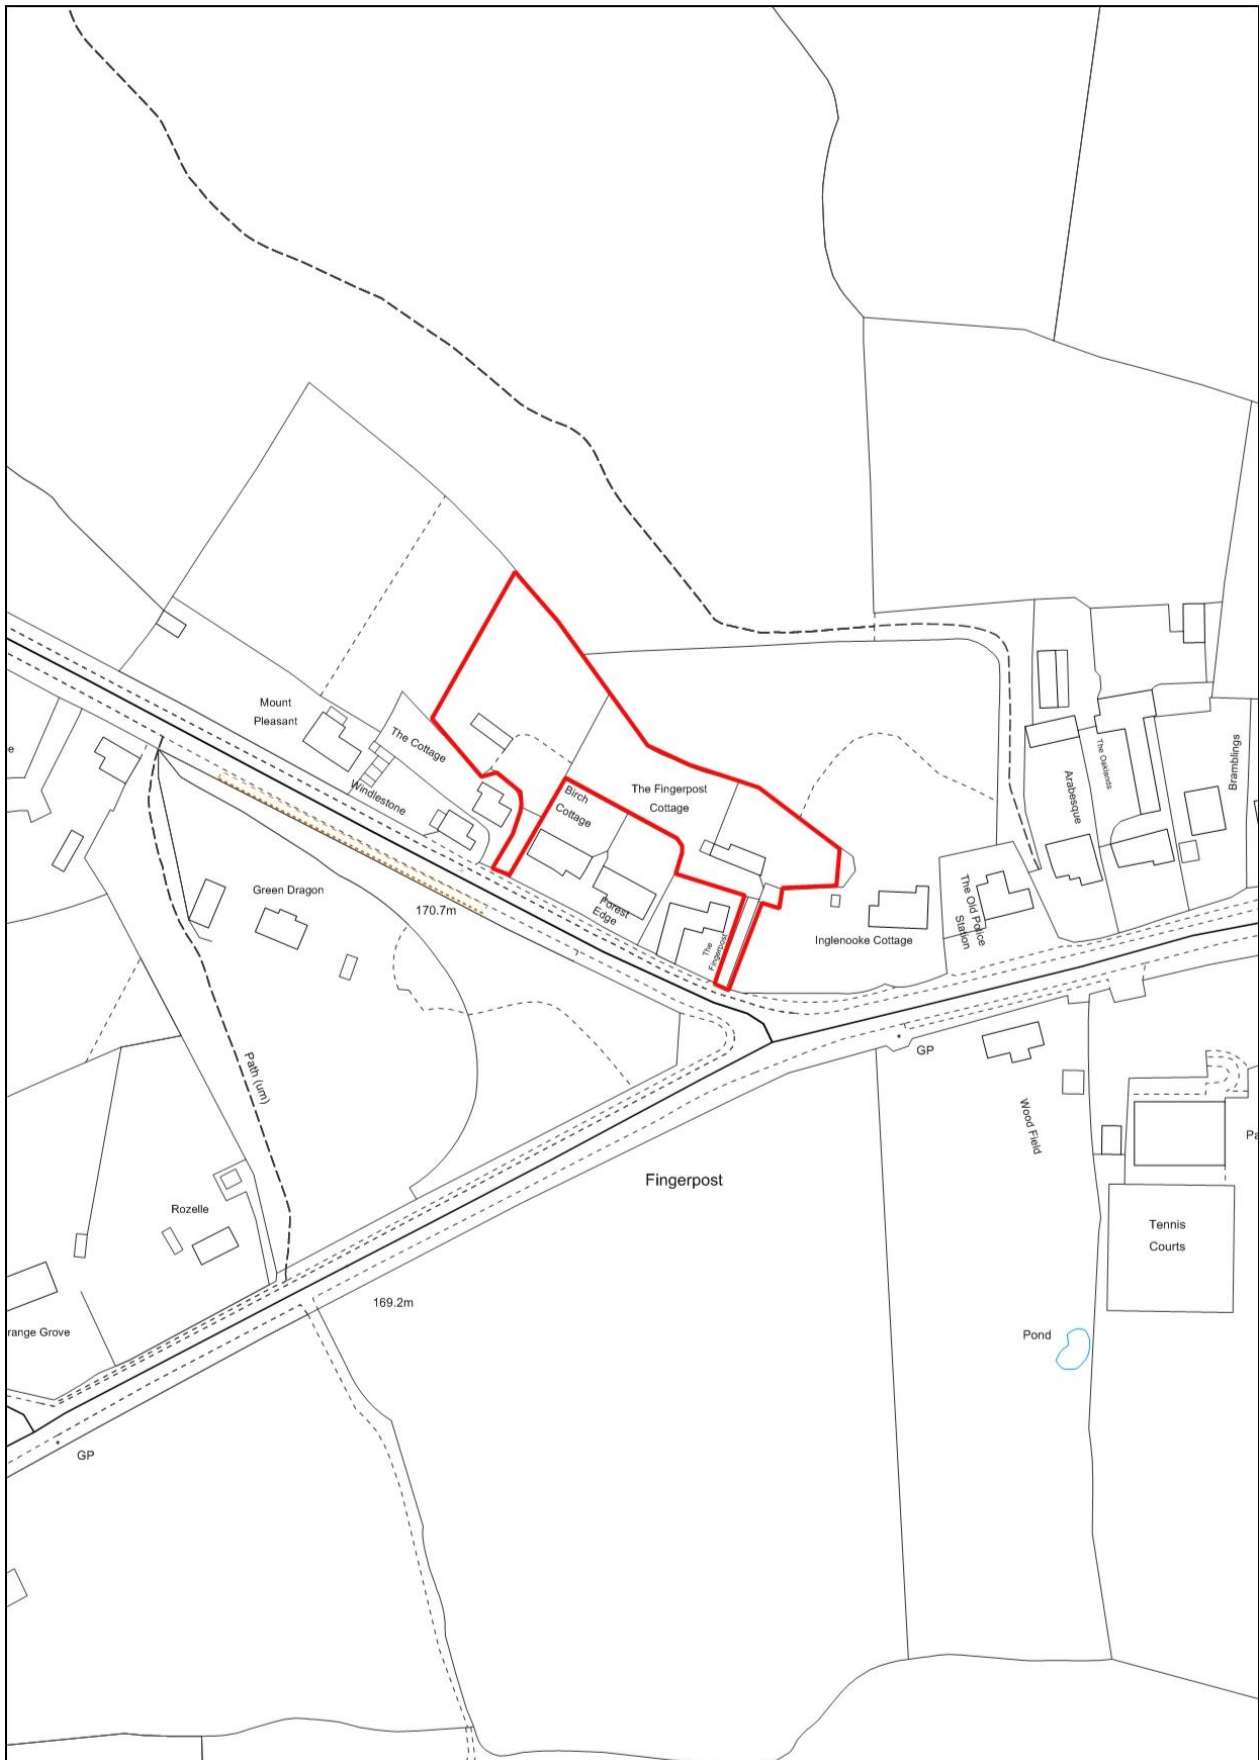 Mount
Pleasant
The Cottage
Windlestone
Birch
Cottage
The Fingerpost
Cottage
Forest
Edge
The
Fingerpost
Inglenooke Cottage
The Old Police
Station
Arabesque
The Oaklands
Bramblings
e
Green Dragon
170.7m
GP
Path (um)
Wood Field
Pa
Fingerpost
Rozelle
Tennis
Courts
169.2m
range Grove
Pond
GP